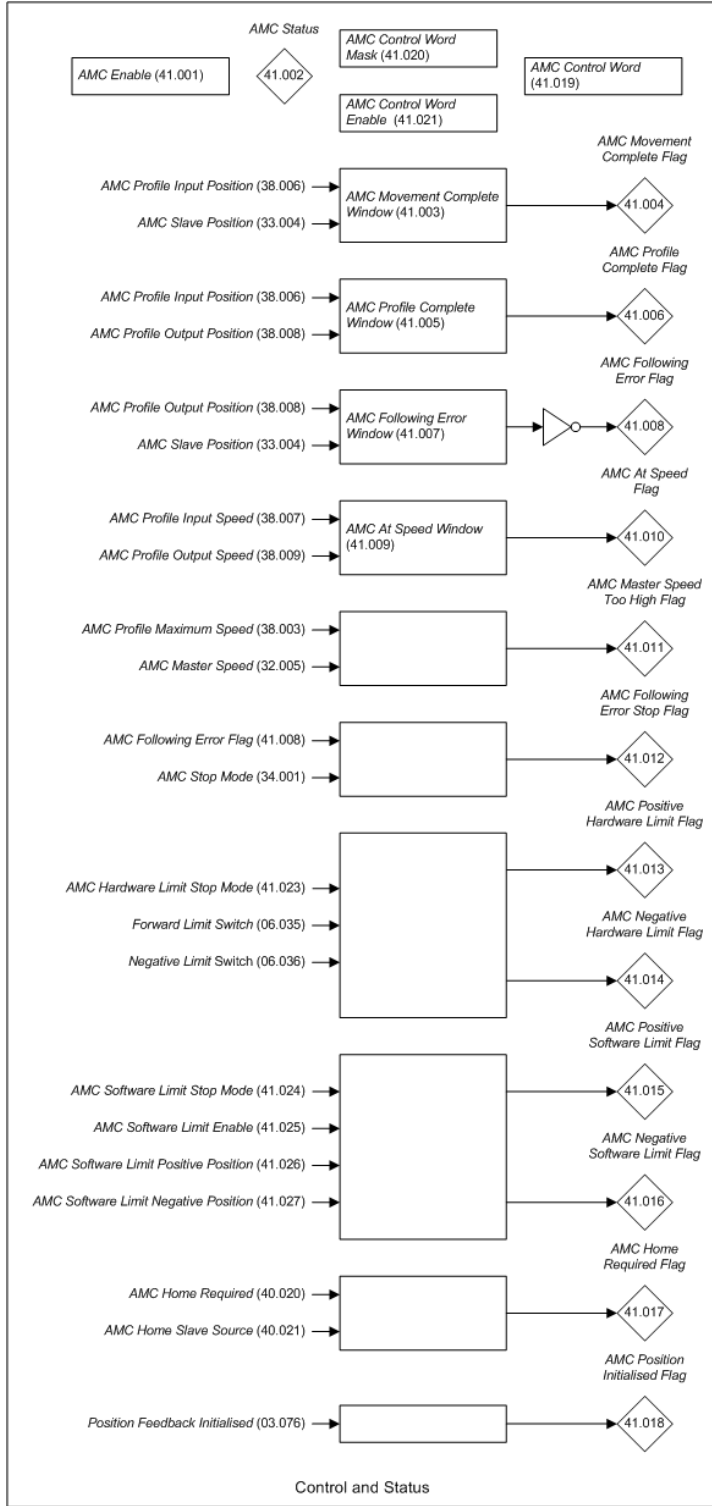 AMC Status
AMC Enable (41.001)
41.002
AMC Control Word
Mask (41.020)
AMC Control Word
Enable (41.021)
AMC Control Word
(41.019)
AMC Movement
Complete Flag
AMC Profile Input Position (38.006)
AMC Slave Position (33.004)
AMC Movement Complete
Window (41.003)
41.004
AMC Profile
Complete Flag
AMC Profile Input Position (38.006)
AMC Profile Output Position (38.008)
AMC Profile Complete
Window (41.005)
41.006
AMC Following
Error Flag
AMC Profile Output Position (38.008)
AMC Slave Position (33.004)
AMC Following Error
Window (41.007)
41.008
AMC At Speed
Flag
AMC Profile Input Speed (38.007)
AMC Profile Output Speed (38.009)
AMC At Speed Window
(41.009)
41.010
AMC Master Speed
Too High Flag
AMC Profile Maximum Speed (38.003)
AMC Master Speed (32.005)
41.011
AMC Following
Error Stop Flag
AMC Following Error Flag (41.008)
AMC Stop Mode (34.001)
41.012
AMC Positive
Hardware Limit Flag
AMC Hardware Limit Stop Mode (41.023)
Forward Limit Switch (06.035)
Negative Limit Switch (06.036)
41.013
AMC Negative
Hardware Limit Flag
41.014
AMC Positive
Software Limit Flag
AMC Software Limit Stop Mode (41.024)
AMC Software Limit Enable (41.025)
AMC Software Limit Positive Position (41.026)
AMC Software Limit Negative Position (41.027)
41.015
AMC Negative
Software Limit Flag
41.016
AMC Home
Required Flag
AMC Home Required (40.020)
AMC Home Slave Source (40.021)
41.017
AMC Position
Initialised Flag
Position Feedback Initialised (03.076)
41.018
Control and Status